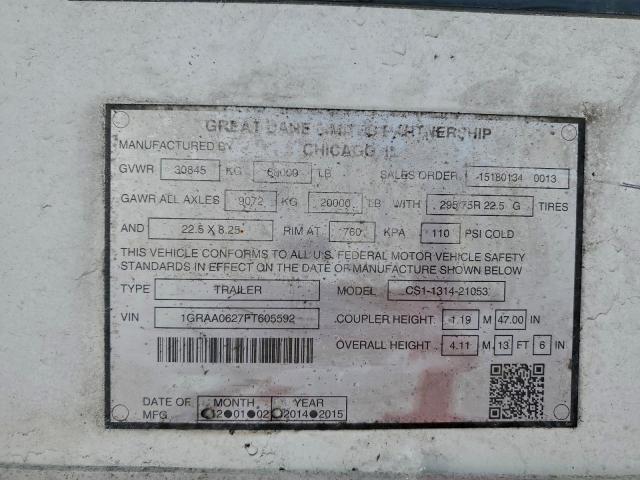 GREAT DANE LIMITED PARTNERSHIP
MANUFACTURED BY CHICAGO IL
GVWR 30845 KG 68000 LB SALES ORDER 15180134 0013
GAWR ALL AXLES 9072 KG 20000 LB WITH 295/75R 22.5 G TIRES
AND 22.5 X 8.25 RIM AT 760 KPA 110 PSI COLD
THIS VEHICLE CONFORMS TO ALL U.S. FEDERAL MOTOR VEHICLE SAFETY
STANDARDS IN EFFECT ON THE DATE OF MANUFACTURE SHOWN BELOW
TYPE TRAILER MODEL CS1-1314-21053
VIN 1GRAA0627FT605592 COUPLER HEIGHT 1.19 M 47.00 IN
OVERALL HEIGHT 4.11 M 13 FT 6 IN
DATE OF MONTH YEAR
MFG 12 01 02 2014 2015